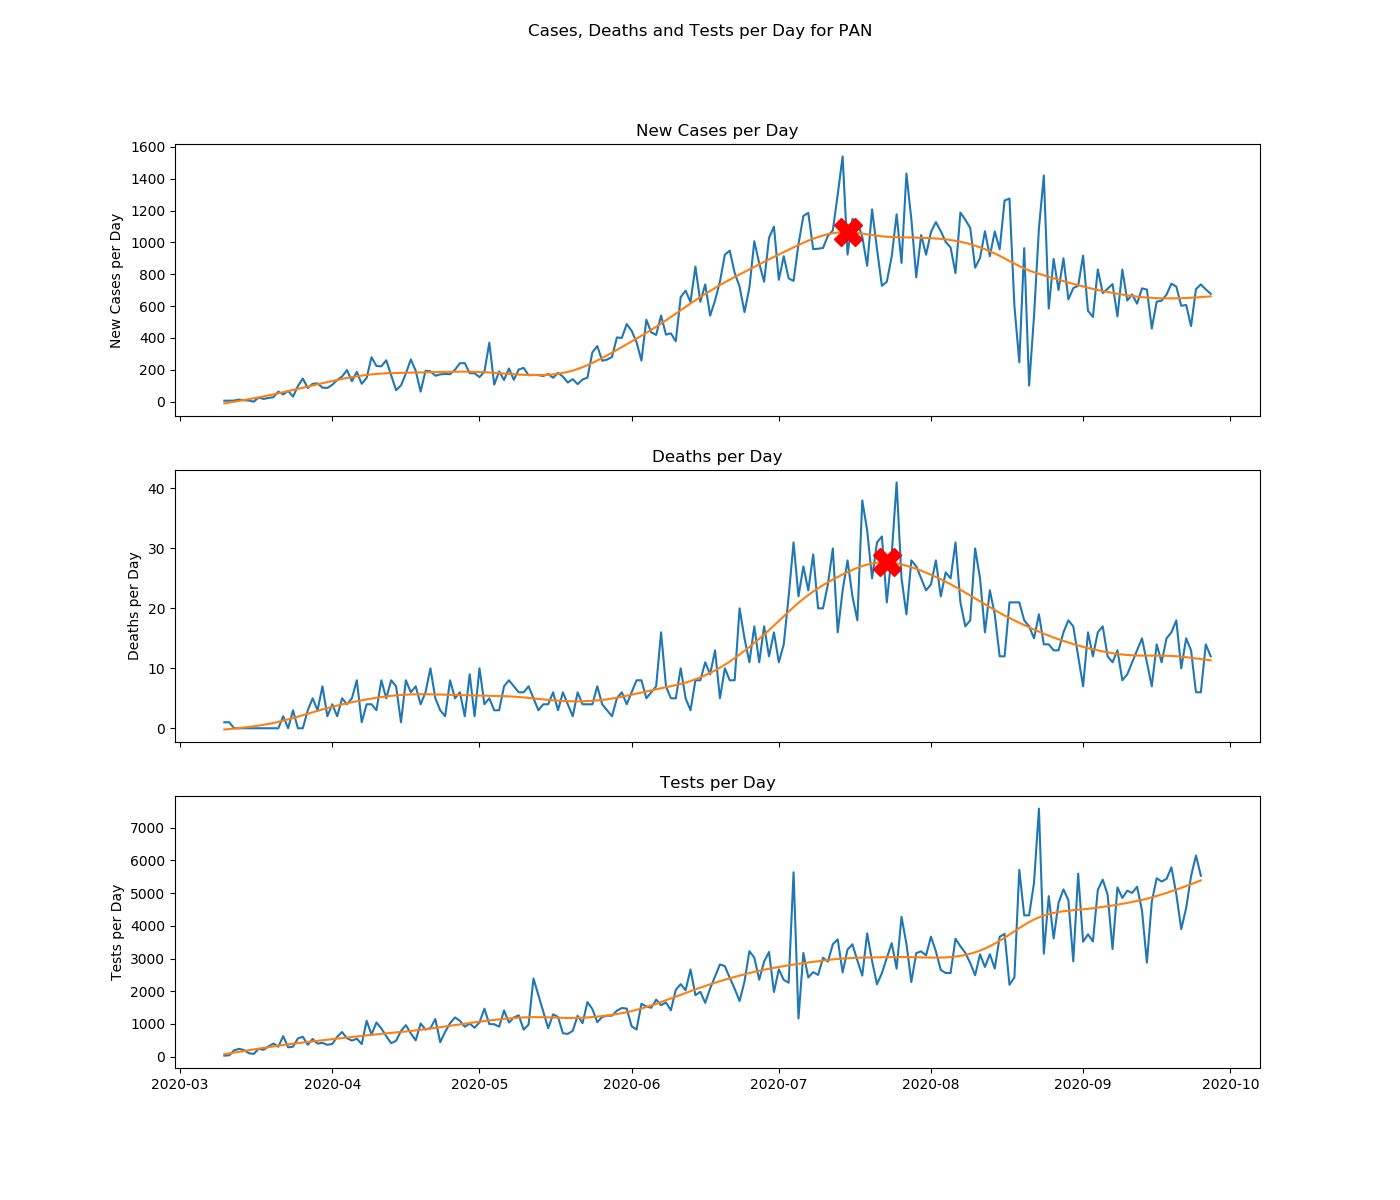 Cases, Deaths and Tests per Day for PAN
New Cases per Day
New Cases per Day
1600
1400
1200
1000
800
600
400
200
0
Deaths per Day
Deaths per Day
40
30
20
10
0
Tests per Day
Tests per Day
7000
6000
5000
4000
3000
2000
1000
0
2020-03 2020-04 2020-05 2020-06 2020-07 2020-08 2020-09 2020-10